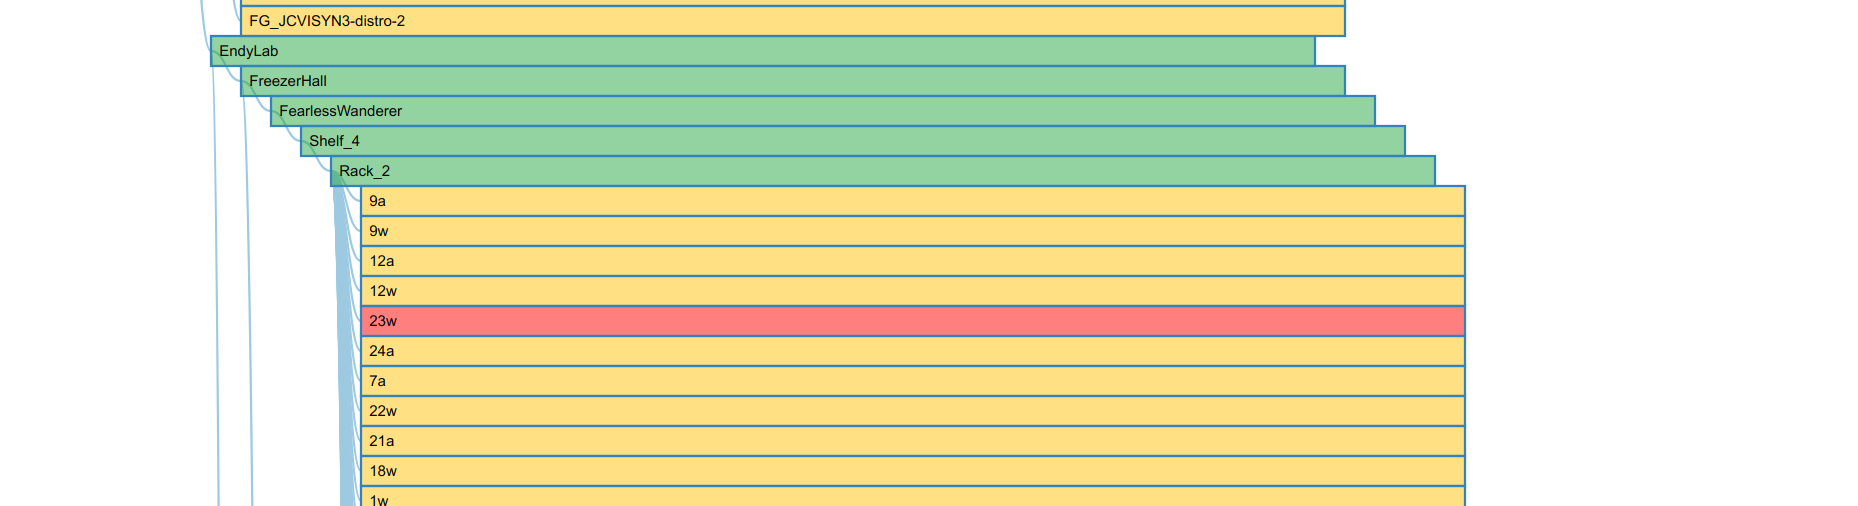 FG_JCVISYN3-distro-2
EndyLab
FreezerHall
FearlessWanderer
Shelf_4
Rack_2
9a
9w
12a
12w
23w
24a
7a
22w
21a
18w
1w